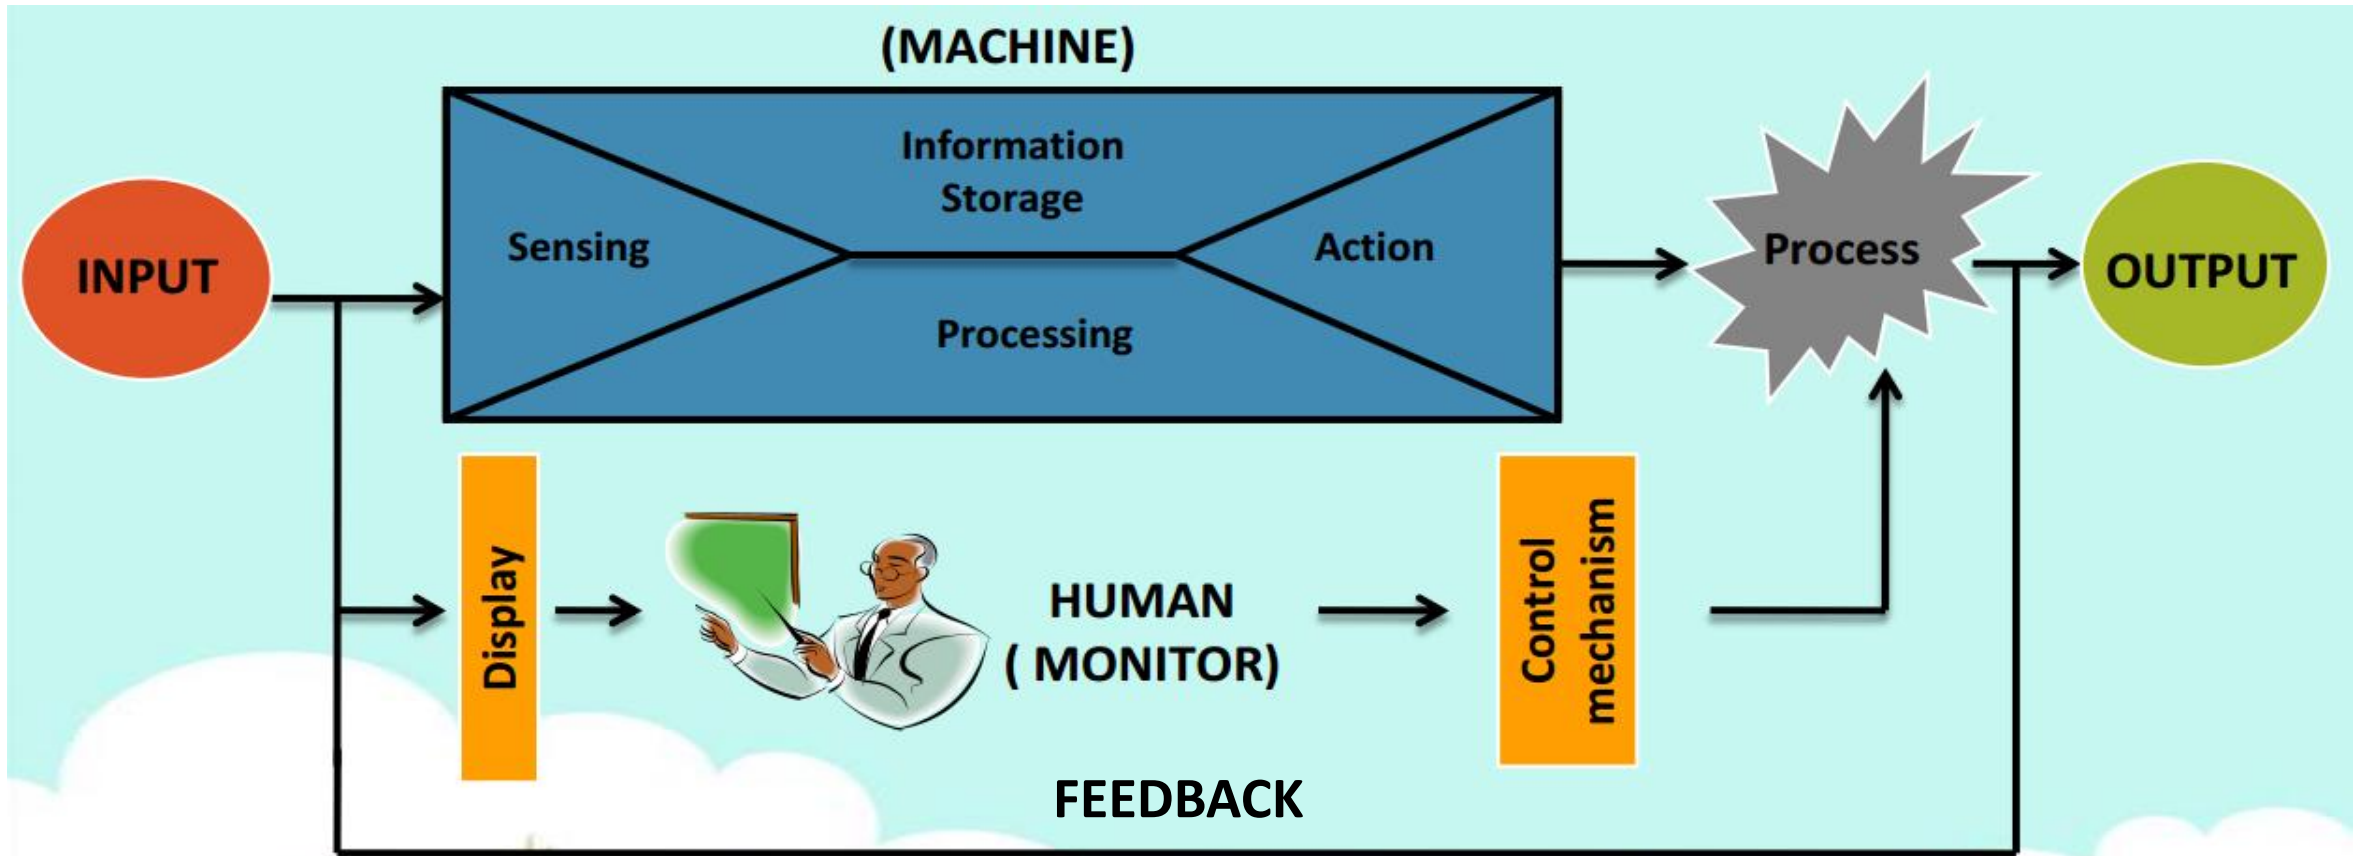 (MACHINE)
Information
Storage
Sensing
Action
Processing
INPUT
Process
OUTPUT
Display
HUMAN
( MONITOR)
Control
mechanism
FEEDBACK